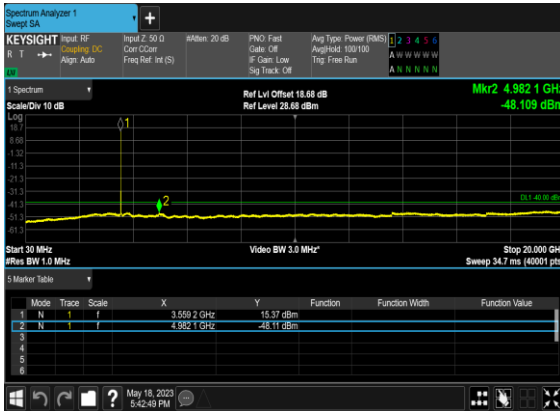 Spectrum Analyzer 1
Swept SA
KEYSIGHT Input: RF Input Z: 50 Ω #Atten: 20 dB PNO: Fast Avg Type: Power (RMS) 1 2 3 4 5 6
R T Coupling: DC Corr CCorr Gate: Off Avg|Hold: 100/100 A W W W W W
Align: Auto Freq Ref: Int (S) IF Gain: Low Trig: Free Run
Sig Track: Off A N N N N N
LXI
1 Spectrum Ref Lvl Offset 18.68 dB Mkr2 4.982 1 GHz
Scale/Div 10 dB Ref Level 28.68 dBm -48.109 dBm
Log
18.7
8.68
-1.32
-11.3
-21.3
-31.3
-41.3
-51.3
-61.3
1
2
DL1 -40.00 dBm
Start 30 MHz Video BW 3.0 MHz* Stop 20.000 GHz
#Res BW 1.0 MHz Sweep 34.7 ms (40001 pts)
5 Marker Table
Mode Trace Scale X Y Function Function Width Function Value
1 N 1 f 3.559 2 GHz 15.37 dBm
2 N 1 f 4.982 1 GHz -48.11 dBm
3
4
5
6
? May 18, 2023
5:42:49 PM